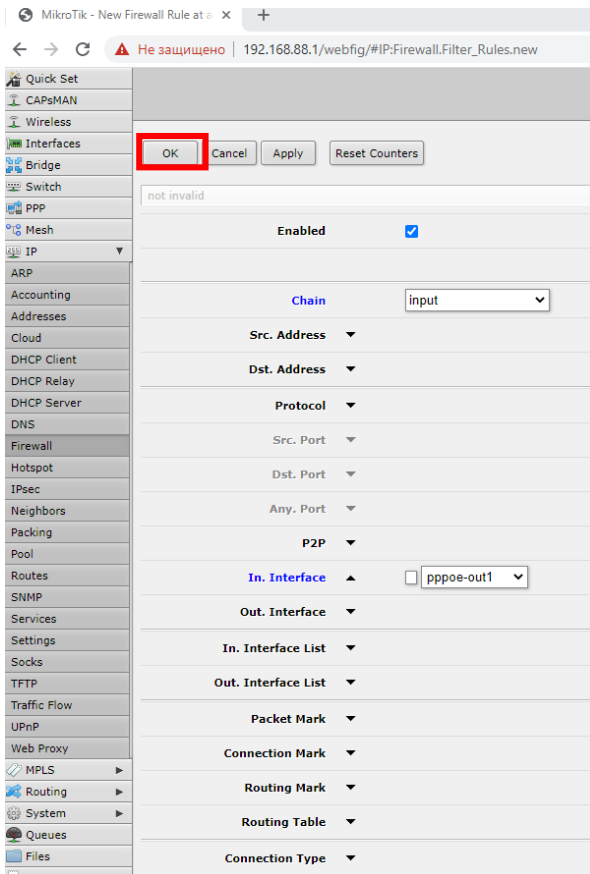 MikroTik - New Firewall Rule at a
Не защищено | 192.168.88.1/webfig/#IP:Firewall.Filter_Rules.new
Quick Set
CAPsMAN
Wireless
Interfaces
Bridge
Switch
PPP
Mesh
IP
ARP
Accounting
Addresses
Cloud
DHCP Client
DHCP Relay
DHCP Server
DNS
Firewall
Hotspot
IPsec
Neighbors
Packing
Pool
Routes
SNMP
Services
Settings
Socks
TFTP
Traffic Flow
UPnP
Web Proxy
MPLS
Routing
System
Queues
Files
OK Cancel Apply Reset Counters
not invalid
Enabled
Chain input
Src. Address
Dst. Address
Protocol
Src. Port
Dst. Port
Any. Port
P2P
In. Interface pppoe-out1
Out. Interface
In. Interface List
Out. Interface List
Packet Mark
Connection Mark
Routing Mark
Routing Table
Connection Type